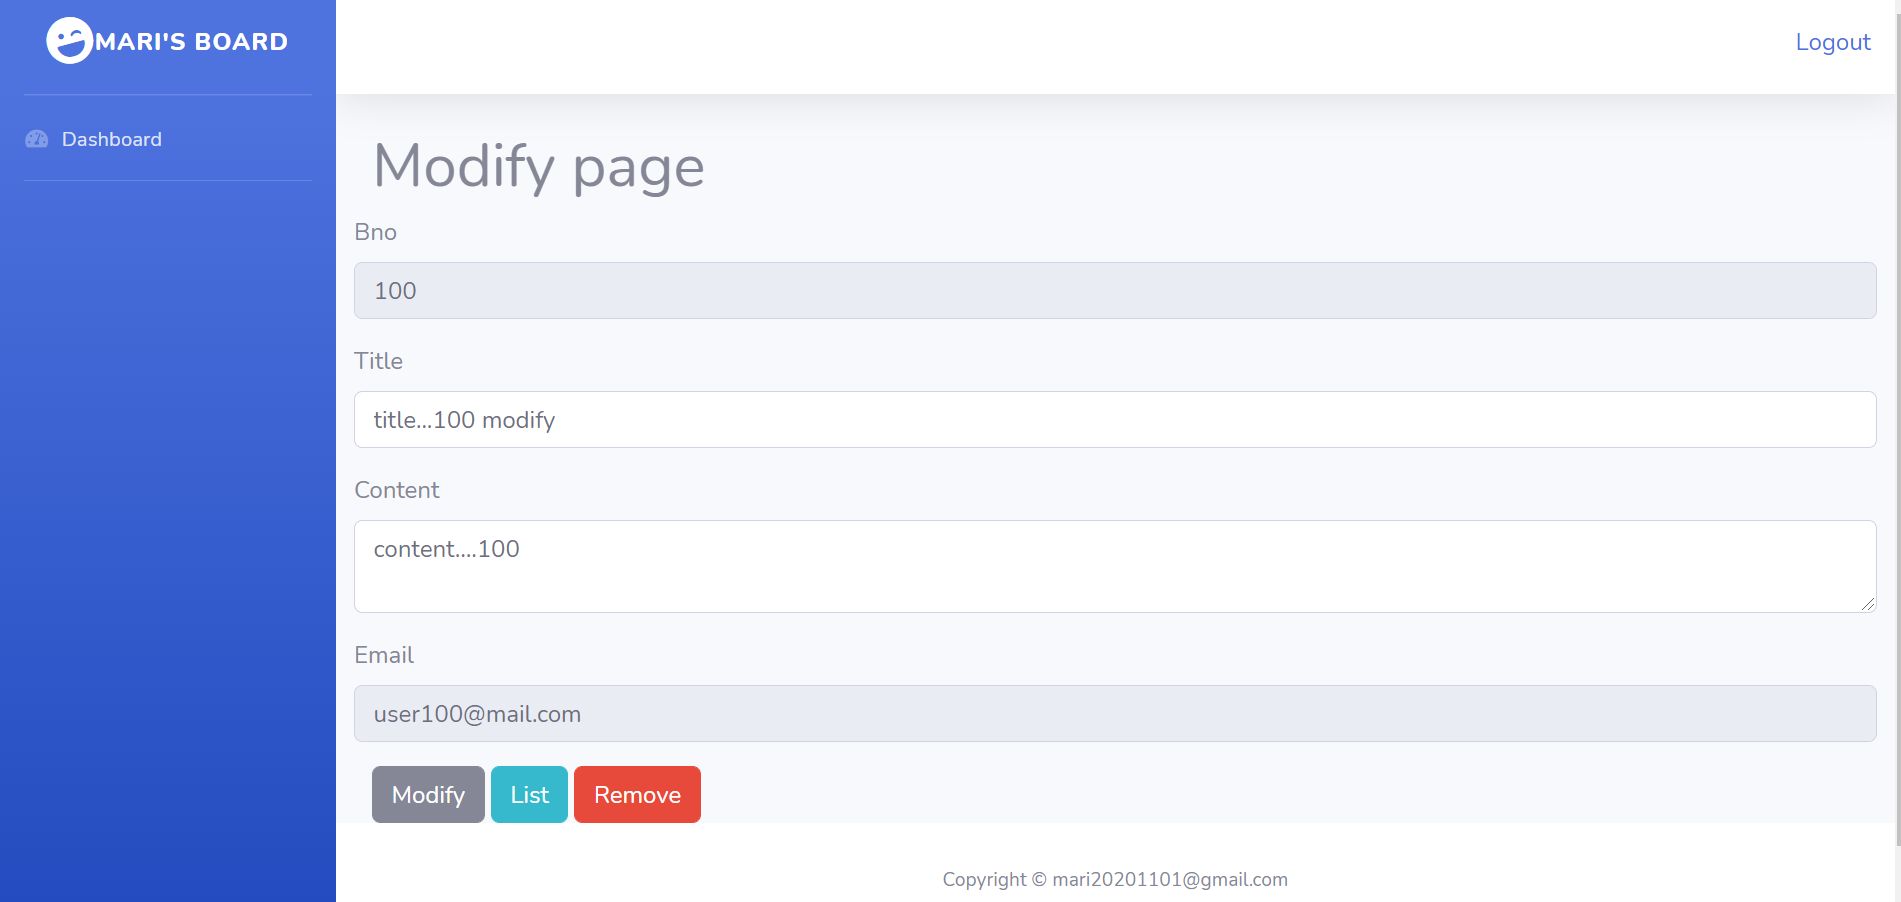 MARI'S BOARD
Logout
Dashboard
Modify page
Bno
100
Title
title...100 modify
Content
content....100
Email
user100@mail.com
Modify List Remove
Copyright © mari20201101@gmail.com